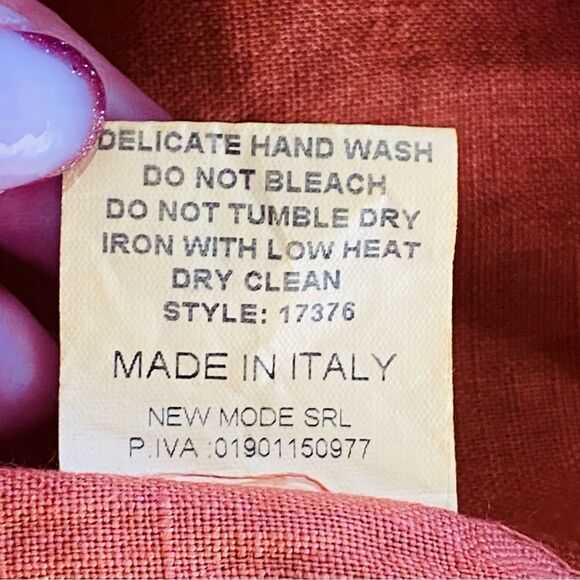 DELICATE HAND WASH
DO NOT BLEACH
DO NOT TUMBLE DRY
IRON WITH LOW HEAT
DRY CLEAN
STYLE: 17376
MADE IN ITALY
NEW MODE SRL
P.IVA :01901150977